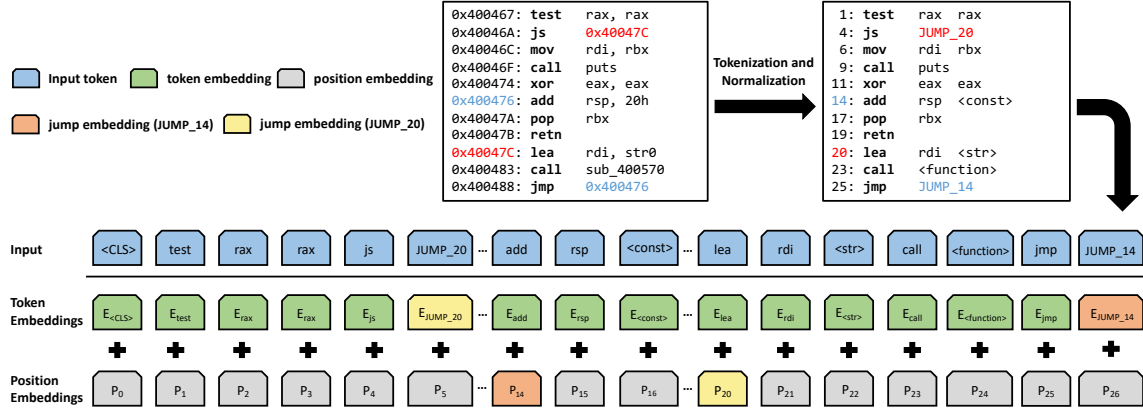 Input token
token embedding
position embedding
jump embedding (JUMP_14)
jump embedding (JUMP_20)
0x400467: test rax, rax
0x40046A: js 0x40047C
0x40046C: mov rdi, rbx
0x40046F: call puts
0x400474: xor eax, eax
0x400476: add rsp, 20h
0x40047A: pop rbx
0x40047B: retn
0x40047C: lea rdi, str0
0x400483: call sub_400570
0x400488: jmp 0x400476
Tokenization and
Normalization
1: test rax rax
4: js JUMP_20
6: mov rdi rbx
9: call puts
11: xor eax eax
14: add rsp <const>
17: pop rbx
19: retn
20: lea rdi <str>
23: call <function>
25: jmp JUMP_14
Input <CLS> test rax rax js JUMP_20 ... add rsp <const> ... lea rdi <str> call <function> jmp JUMP_14
Token
Embeddings
E<CLS> Etest Erax Erax Ejs EJUMP_20 ... Eadd Ersp E<const> ... Elea Erdi E<str> Ecall E<function> Ejmp EJUMP_14
+ + + + + + + + + + + + + + + +
Position
Embeddings
P0 P1 P2 P3 P4 P5 ... P14 P15 P16 ... P20 P21 P22 P23 P24 P25 P26